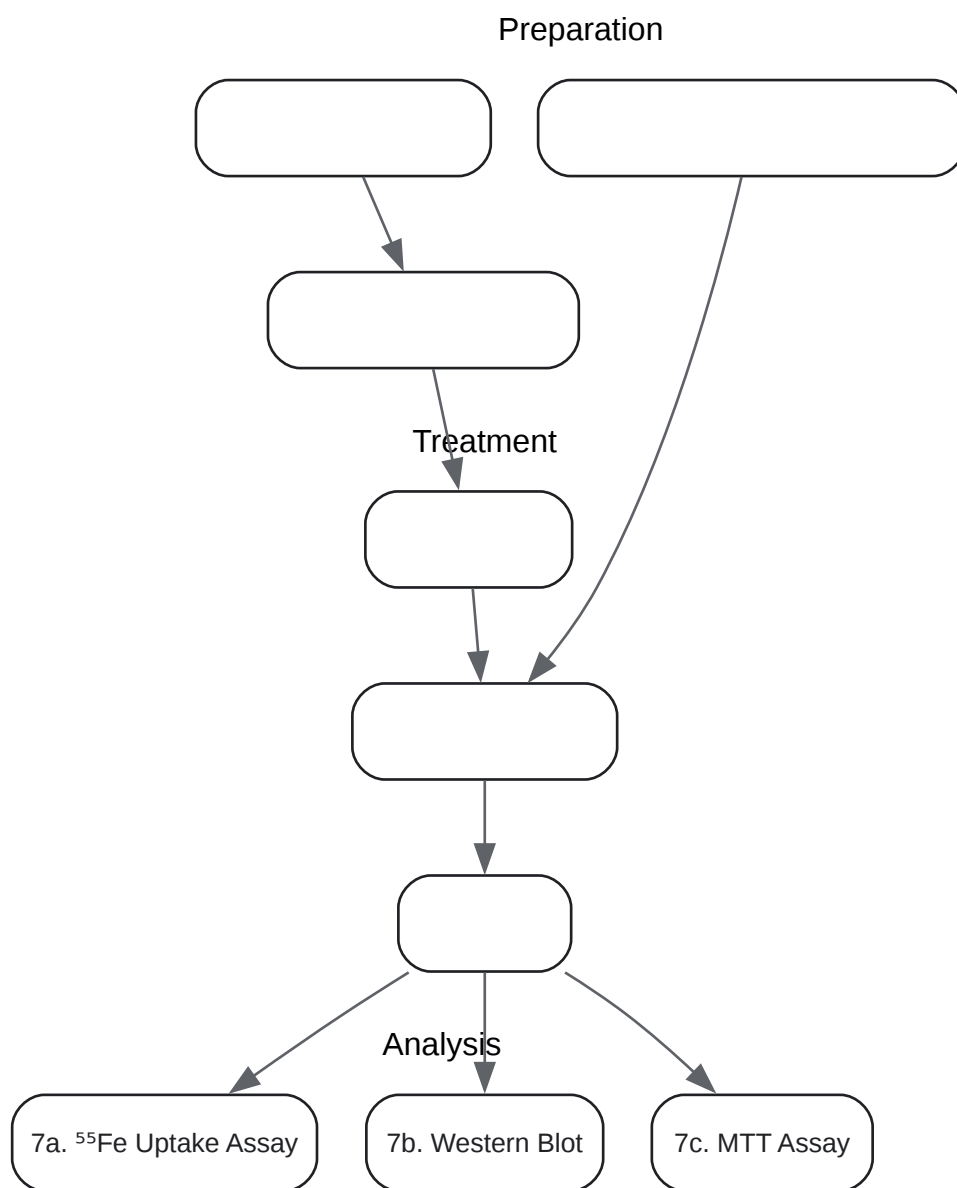 Preparation
Treatment
Analysis
7a. ⁵⁵Fe Uptake Assay
7b. Western Blot
7c. MTT Assay